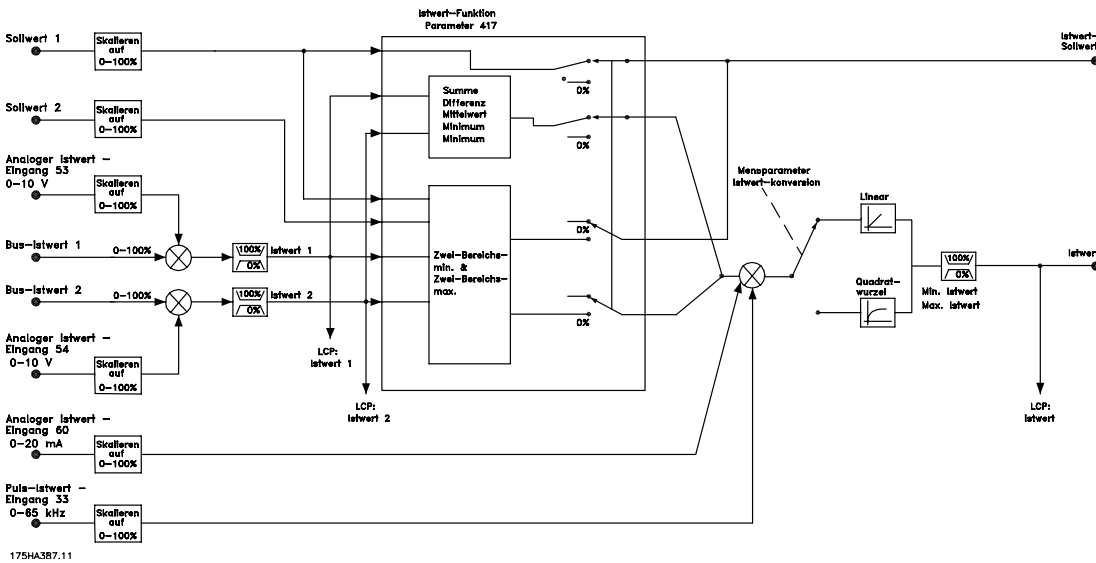 Istwert-Funktion
Parameter 417
Sollwert 1
Skalieren
auf
0-100%
Istwert-
Sollwert
0%
Summe
Differenz
Mittelwert
Minimum
Minimum
0%
Sollwert 2
Skalieren
auf
0-100%
Analoger Istwert -
Eingang 53
0-10 V
Skalieren
auf
0-100%
Mensparameter
Istwert-konversion
Linear
Bus-Istwert 1
0-100%
100%
0%
Istwert 1
Zwei-Bereichs-
min. &
Zwei-Bereichs-
max.
0%
Istwert
100%
0%
Min. Istwert
Max. Istwert
Bus-Istwert 2
0-100%
100%
0%
Istwert 2
0%
Quadrat-
wurzel
Analoger Istwert -
Eingang 54
0-10 V
Skalieren
auf
0-100%
LCP:
Istwert 1
LCP:
Istwert 2
LCP:
Istwert
Analoger Istwert -
Eingang 60
0-20 mA
Skalieren
auf
0-100%
Puls-Istwert -
Eingang 33
0-65 kHz
Skalieren
auf
0-100%
175HA387.11